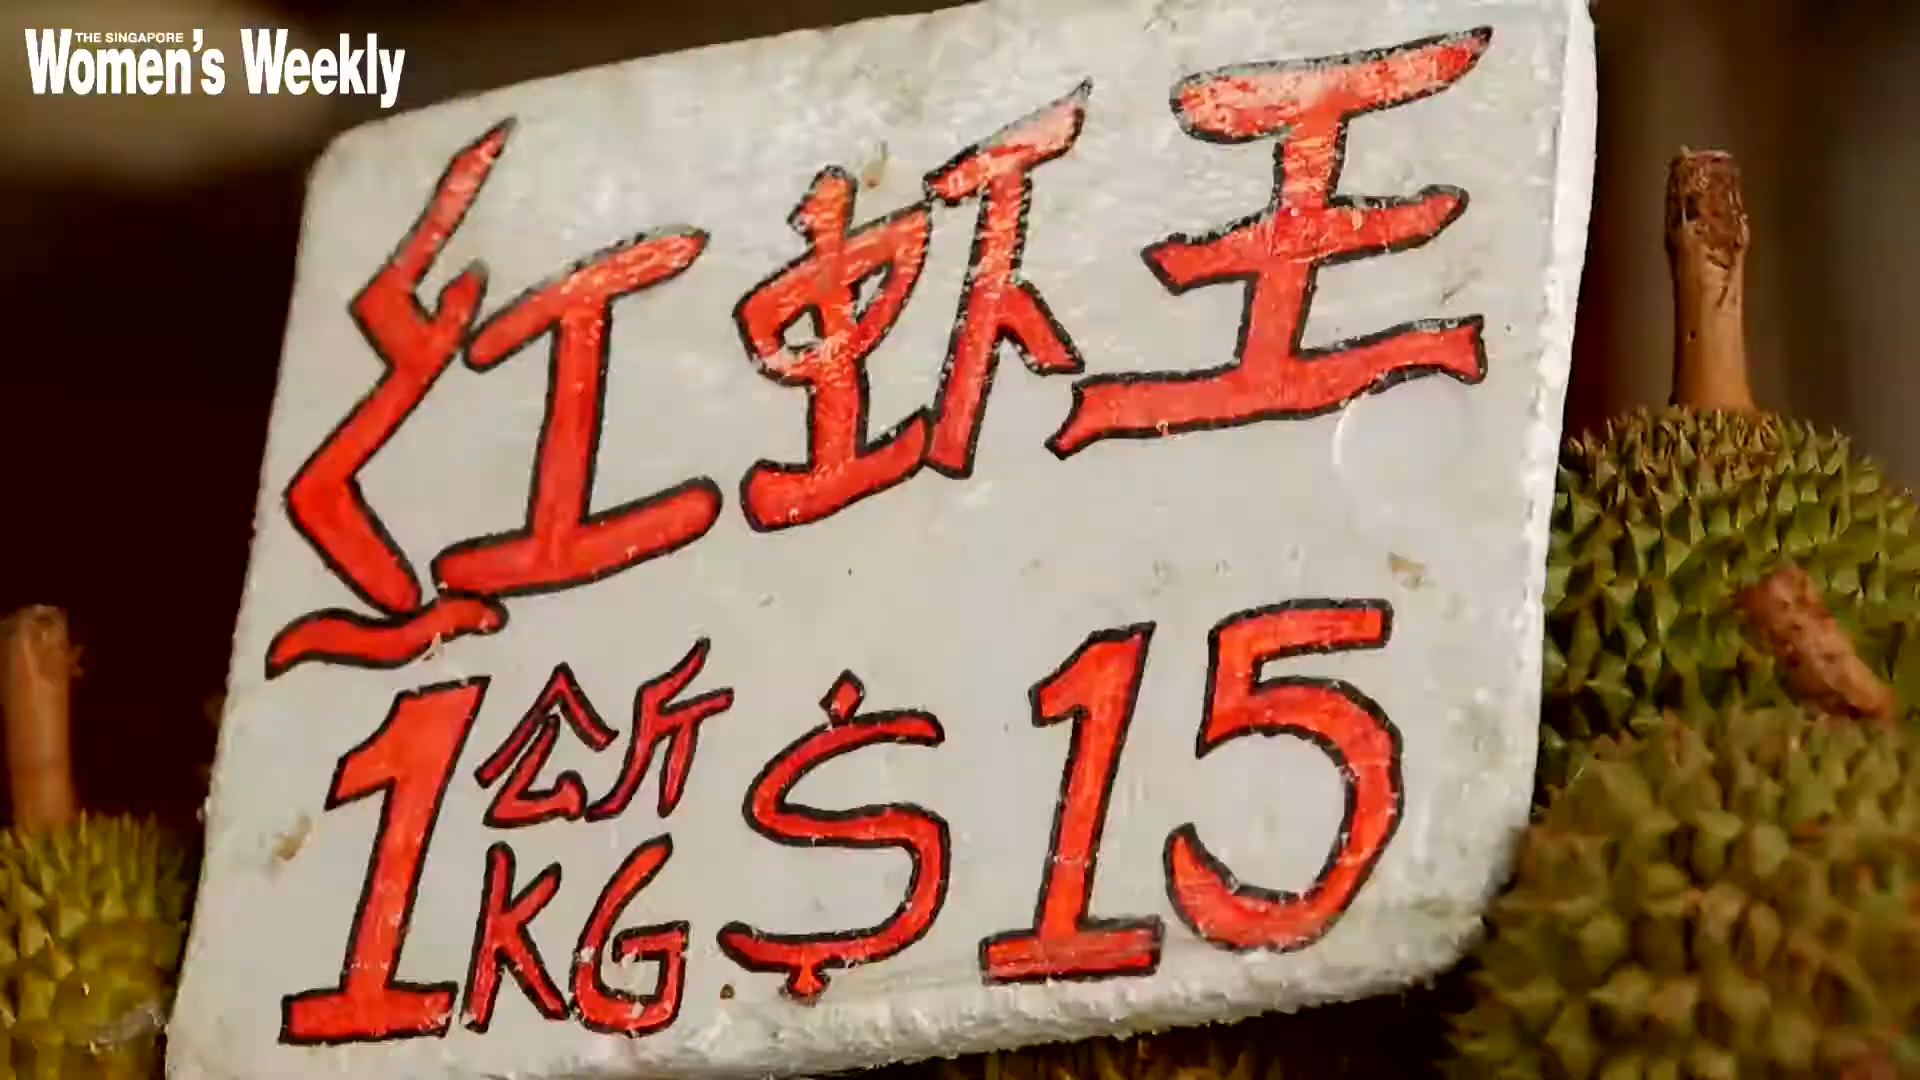 THE SINGAPORE
Women's Weekly
红虾王
1公斤 $15
KG